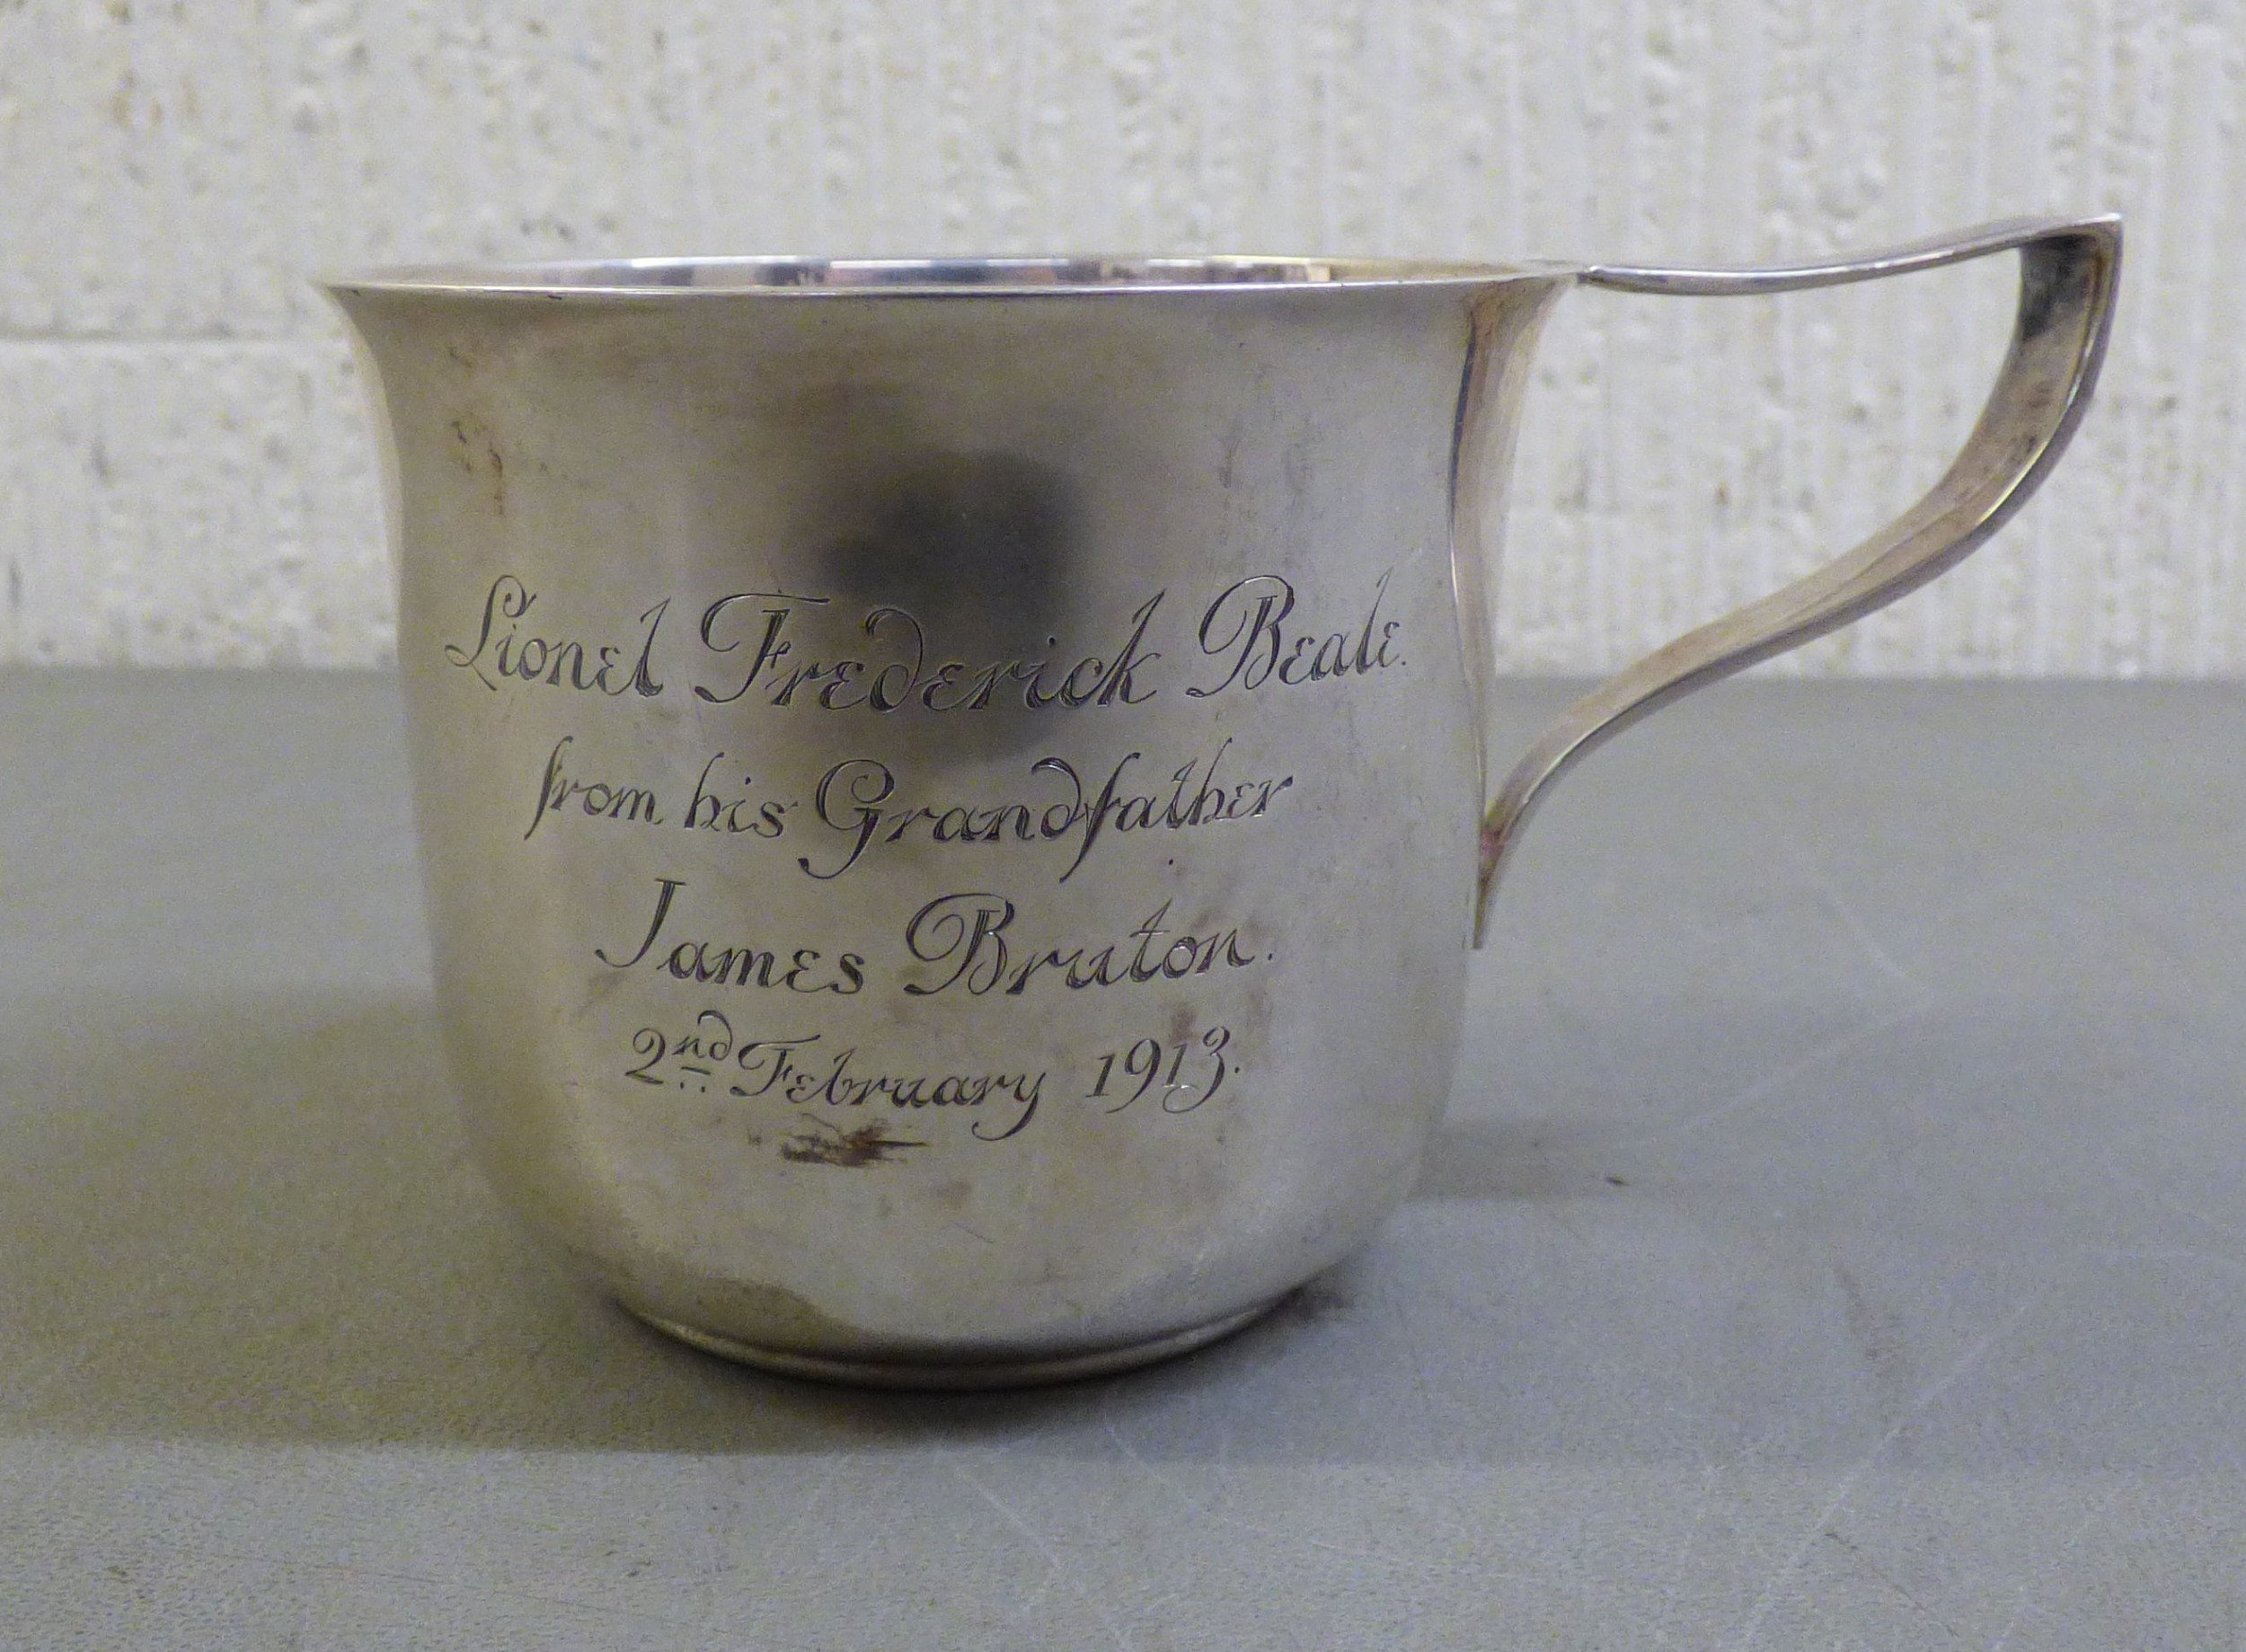 Lionel Frederick Beale.
from his Grandfather
James Bruton.
2nd February 1913.